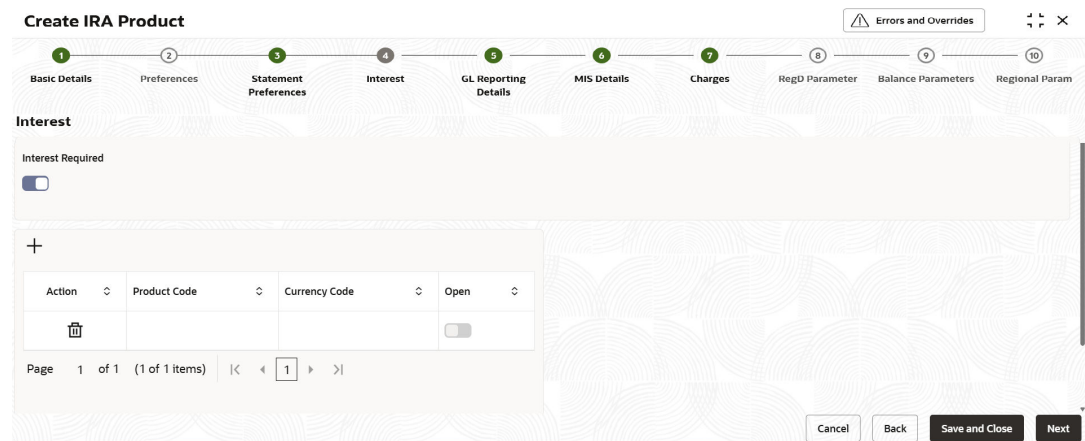 Create IRA Product
Errors and Overrides
1 2 3 4 5 6 7 8 9 10
Basic Details Preferences Statement Preferences Interest GL Reporting Details MIS Details Charges RegD Parameter Balance Parameters Regional Param
Interest
Interest Required
Action Product Code Currency Code Open
Page 1 of 1 (1 of 1 items) 1
Cancel Back Save and Close Next